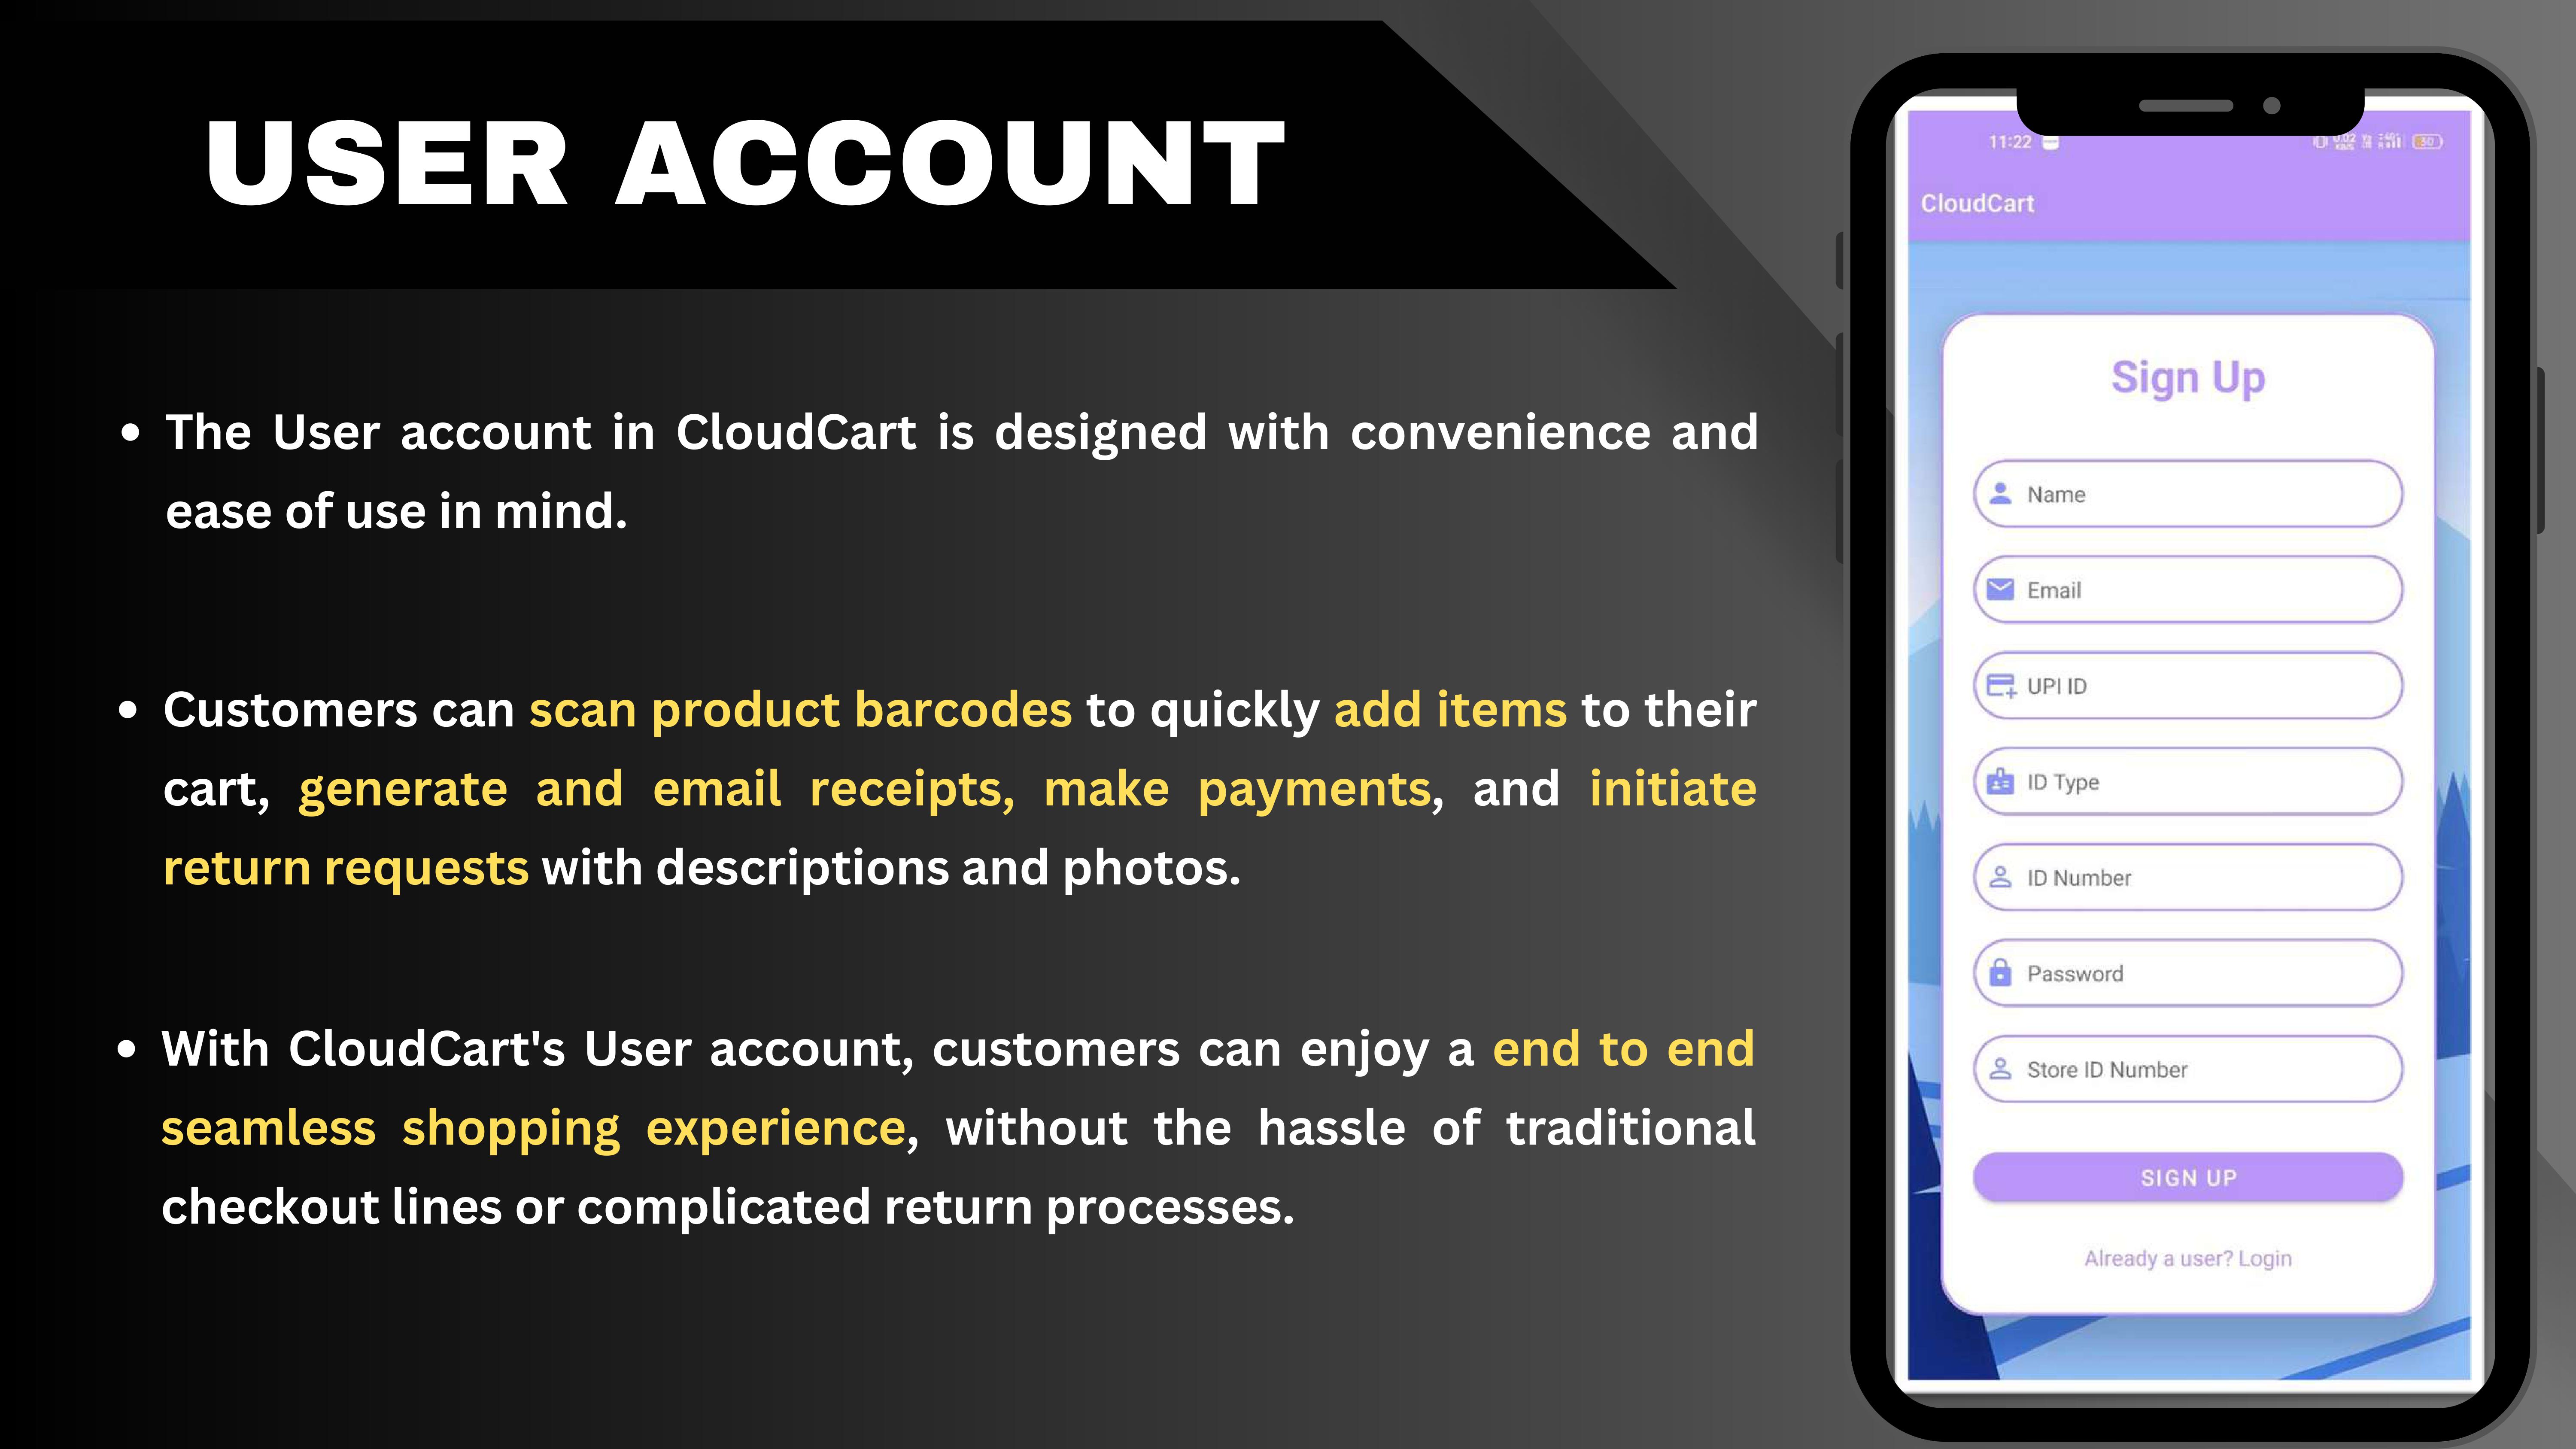 USER ACCOUNT
• The User account in CloudCart is designed with convenience and
ease of use in mind.
• Customers can scan product barcodes to quickly add items to their
cart, generate and email receipts, make payments, and initiate
return requests with descriptions and photos.
• With CloudCart's User account, customers can enjoy a end to end
seamless shopping experience, without the hassle of traditional
checkout lines or complicated return processes.
11:22
CloudCart
Sign Up
Name
Email
UPI ID
ID Type
ID Number
Password
Store ID Number
SIGN UP
Already a user? Login